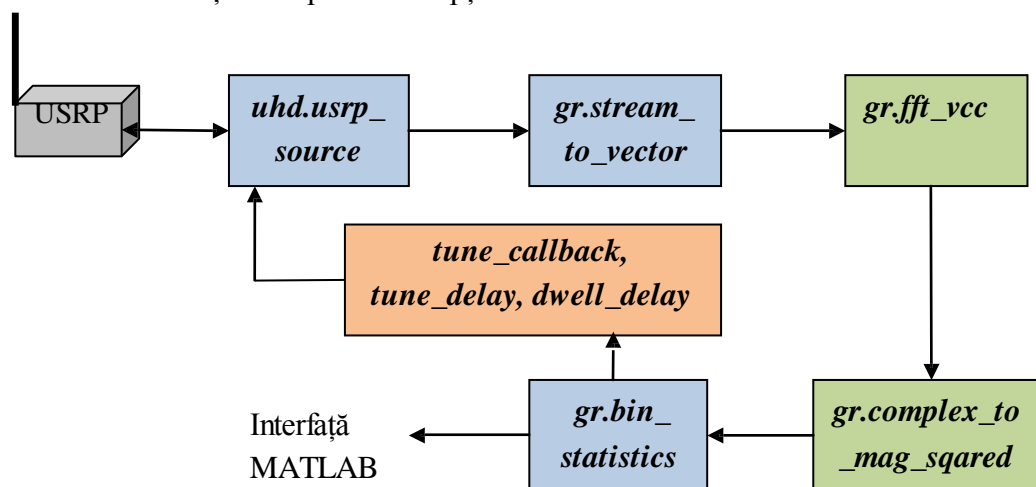 USRP
uhd.usrp_
source
gr.stream_
to_vector
gr.fft_vcc
tune_callback,
tune_delay, dwell_delay
Interfață
MATLAB
gr.bin_
statistics
gr.complex_to
_mag_sqared